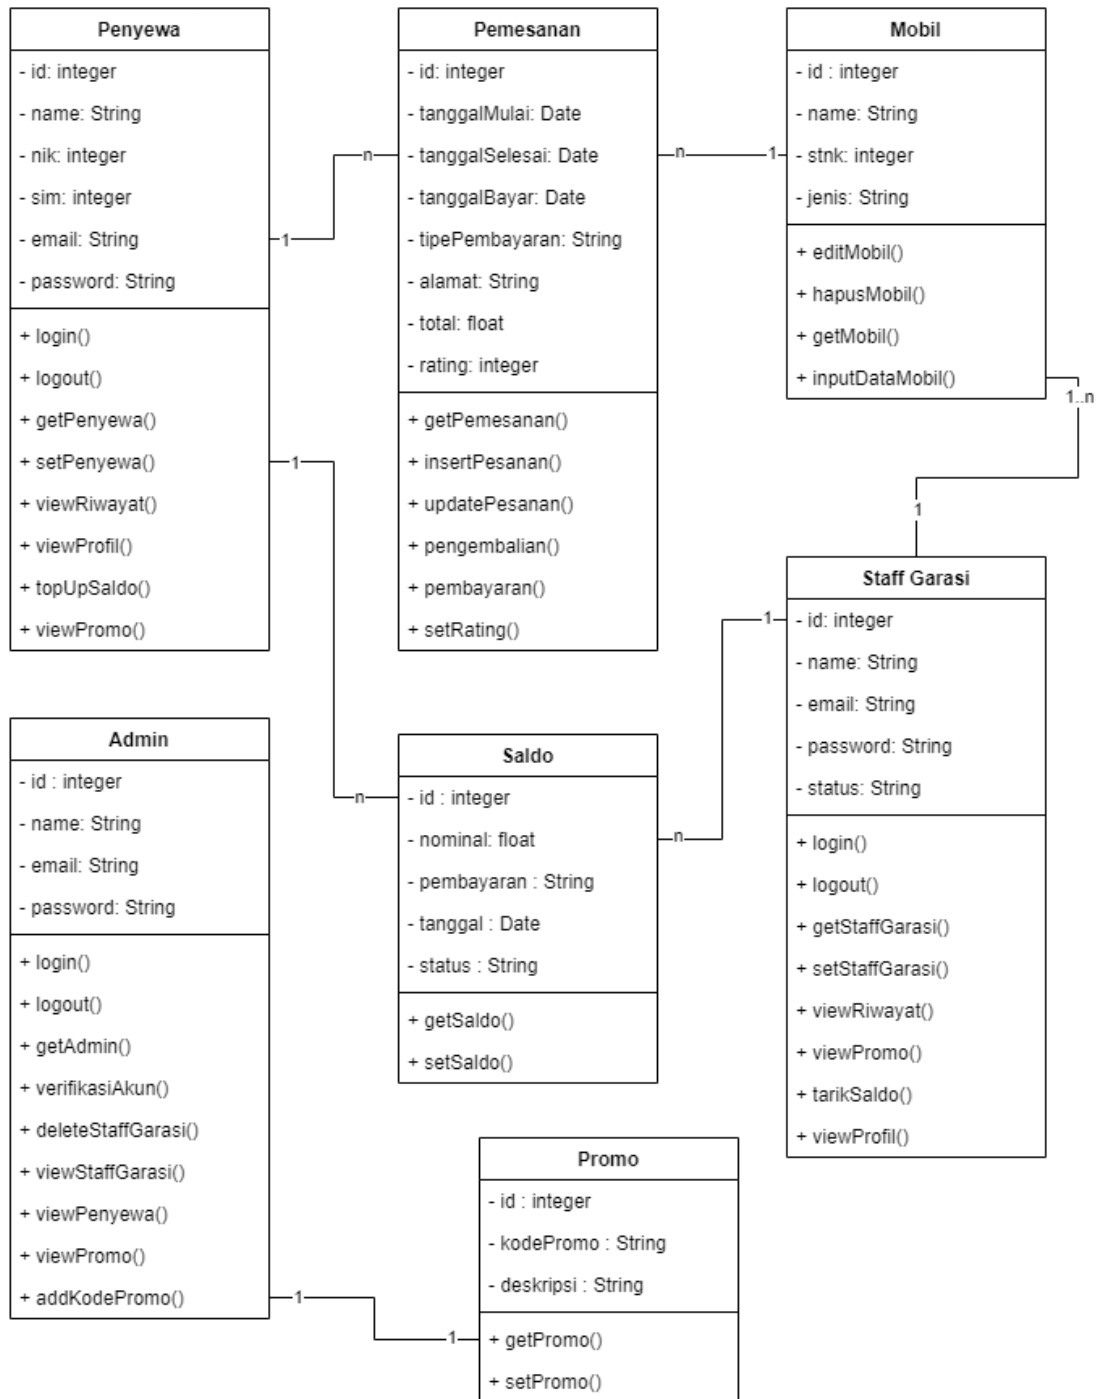 Penyewa
- id: integer
- name: String
- nik: integer
- sim: integer
- email: String
- password: String
+ login()
+ logout()
+ getPenyewa()
+ setPenyewa()
+ viewRiwayat()
+ viewProfil()
+ topUpSaldo()
+ viewPromo()
1
n
1
n
Pemesanan
- id: integer
- tanggalMulai: Date
- tanggalSelesai: Date
- tanggalBayar: Date
- tipePembayaran: String
- alamat: String
- total: float
- rating: integer
+ getPemesanan()
+ insertPesanan()
+ updatePesanan()
+ pengembalian()
+ pembayaran()
+ setRating()
n
1
Mobil
- id : integer
- name: String
- stnk: integer
- jenis: String
+ editMobil()
+ hapusMobil()
+ getMobil()
+ inputDataMobil()
1..n
1
Staff Garasi
- id: integer
- name: String
- email: String
- password: String
- status: String
+ login()
+ logout()
+ getStaffGarasi()
+ setStaffGarasi()
+ viewRiwayat()
+ viewPromo()
+ tarikSaldo()
+ viewProfil()
1
n
Admin
- id : integer
- name: String
- email: String
- password: String
+ login()
+ logout()
+ getAdmin()
+ verifikasiAkun()
+ deleteStaffGarasi()
+ viewStaffGarasi()
+ viewPenyewa()
+ viewPromo()
+ addKodePromo()
1
1
Saldo
- id : integer
- nominal: float
- pembayaran : String
- tanggal : Date
- status : String
+ getSaldo()
+ setSaldo()
Promo
- id : integer
- kodePromo : String
- deskripsi : String
+ getPromo()
+ setPromo()